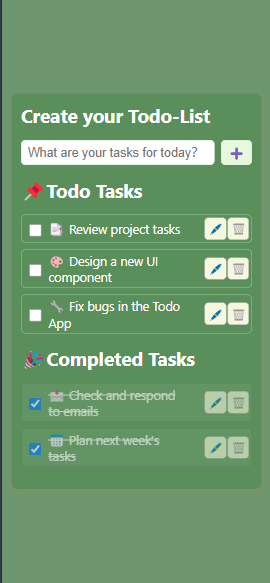 Create your Todo-List
What are your tasks for today?
📌Todo Tasks
📑 Review project tasks
🎨 Design a new UI
component
🔧 Fix bugs in the Todo
App
🎉Completed Tasks
📩 Check and respond
to emails
📅 Plan next week's
tasks